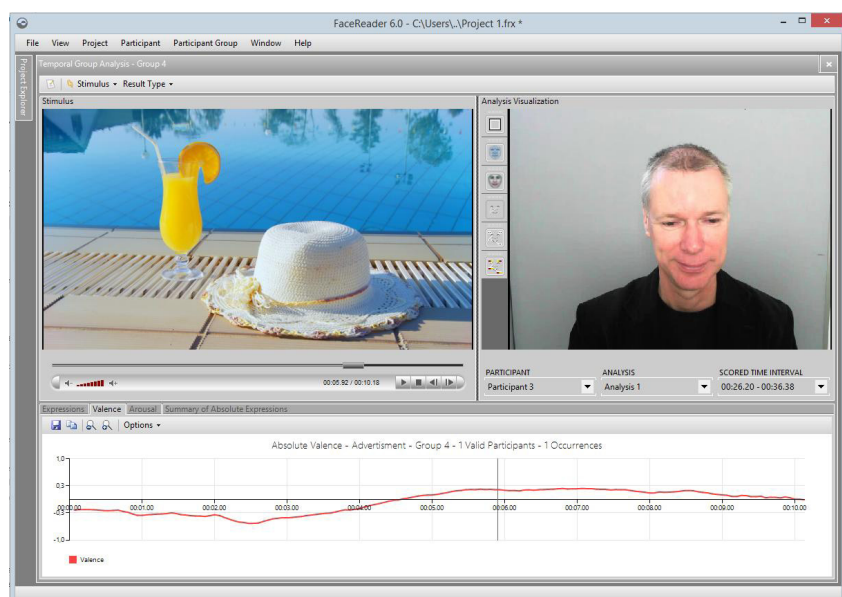 FaceReader 6.0 - C:\Users\..\Project 1.frx *
File View Project Participant Participant Group Window Help
Project Explorer
Temporal Group Analysis - Group 4
Stimulus Result Type
Stimulus
Analysis Visualization
00:05.92 / 00:10.18
PARTICIPANT ANALYSIS SCORED TIME INTERVAL
Participant 3 Analysis 1 00:26.20 - 00:36.38
Expressions Valence Arousal Summary of Absolute Expressions
Options
Absolute Valence - Advertisment - Group 4 - 1 Valid Participants - 1 Occurrences
1,0
0,3
00:00.00 00:01.00 00:02.00 00:03.00 00:04.00 00:05.00 00:06.00 00:07.00 00:08.00 00:09.00 00:10.00
-0,3
-1,0
Valence